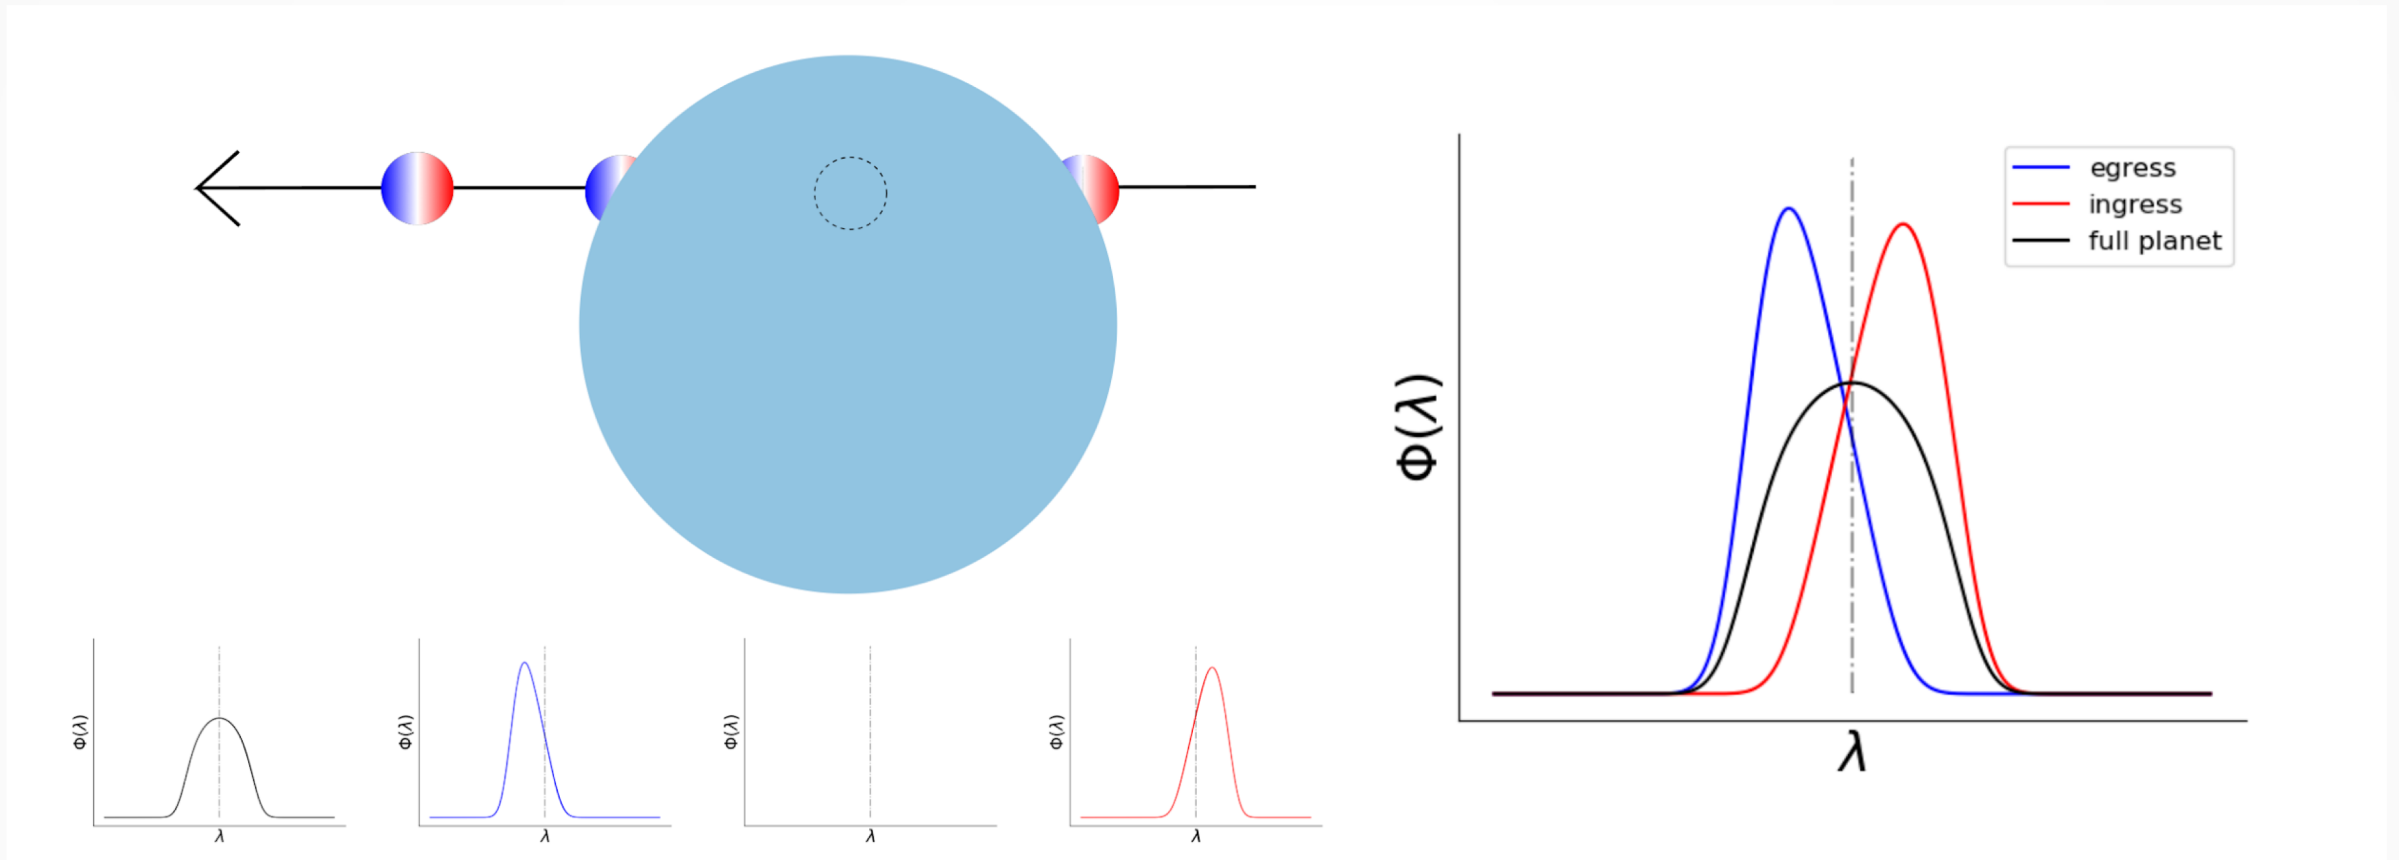 egress
ingress
full planet
Φ(λ)
λ
Φ(λ)
λ
Φ(λ)
λ
Φ(λ)
λ
Φ(λ)
λ